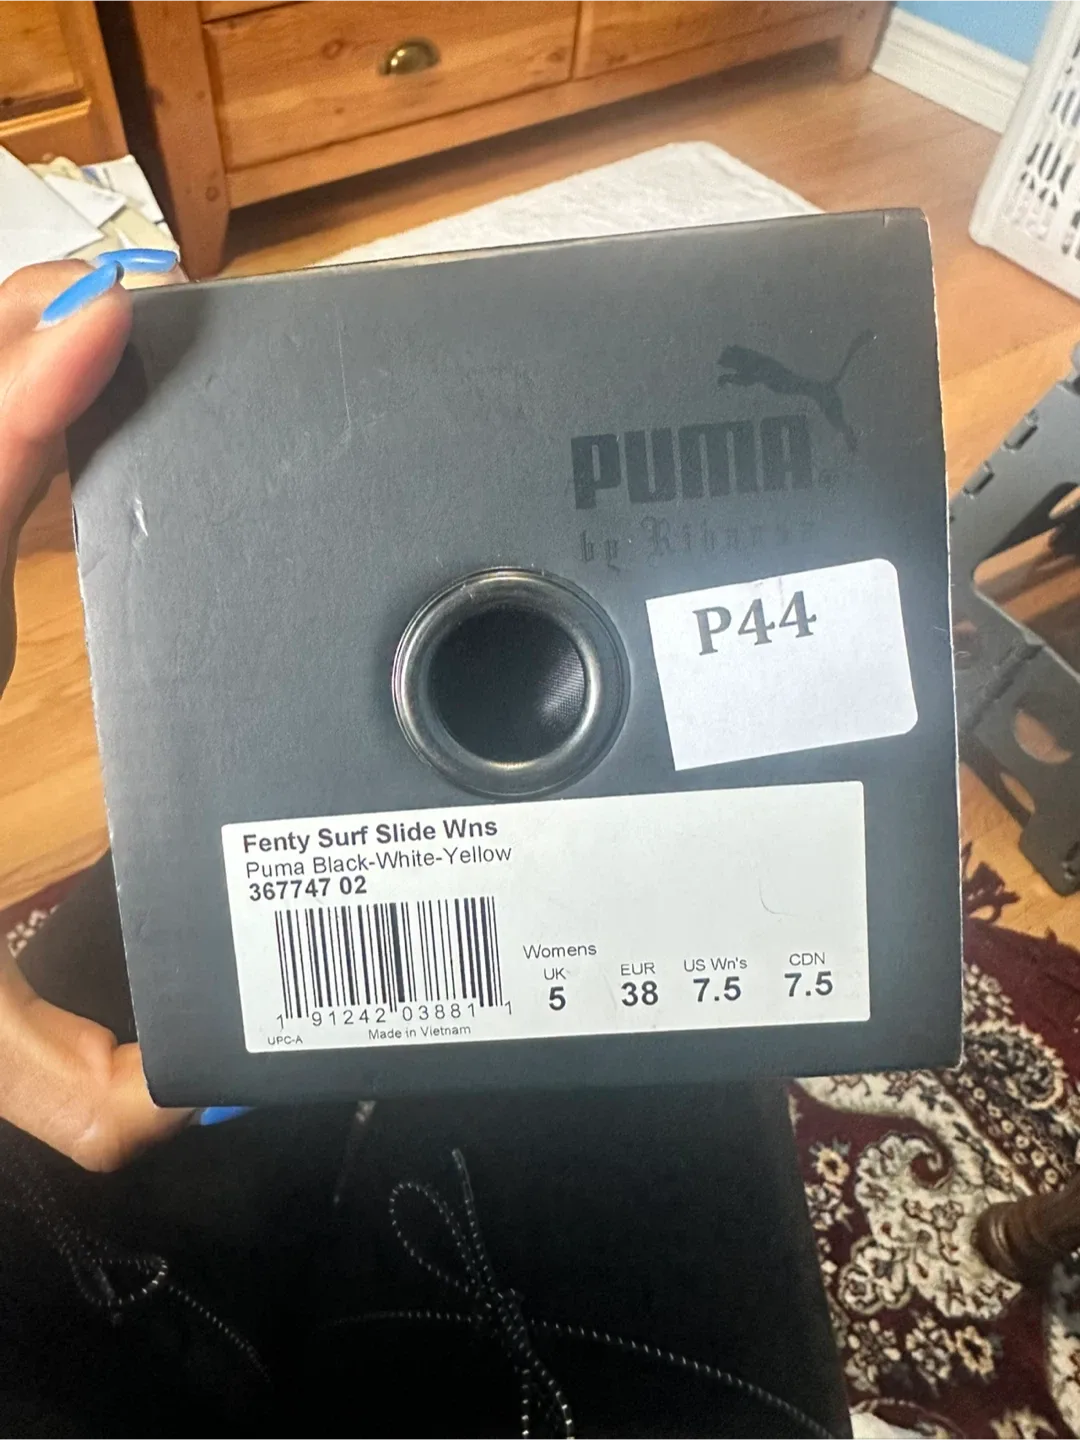 PUMA
by Rihanna
P44
Fenty Surf Slide Wns
Puma Black-White-Yellow
367747 02
Womens
UK EUR US Wn's CDN
5 38 7.5 7.5
1 91242 03881 1
UPC-A Made in Vietnam